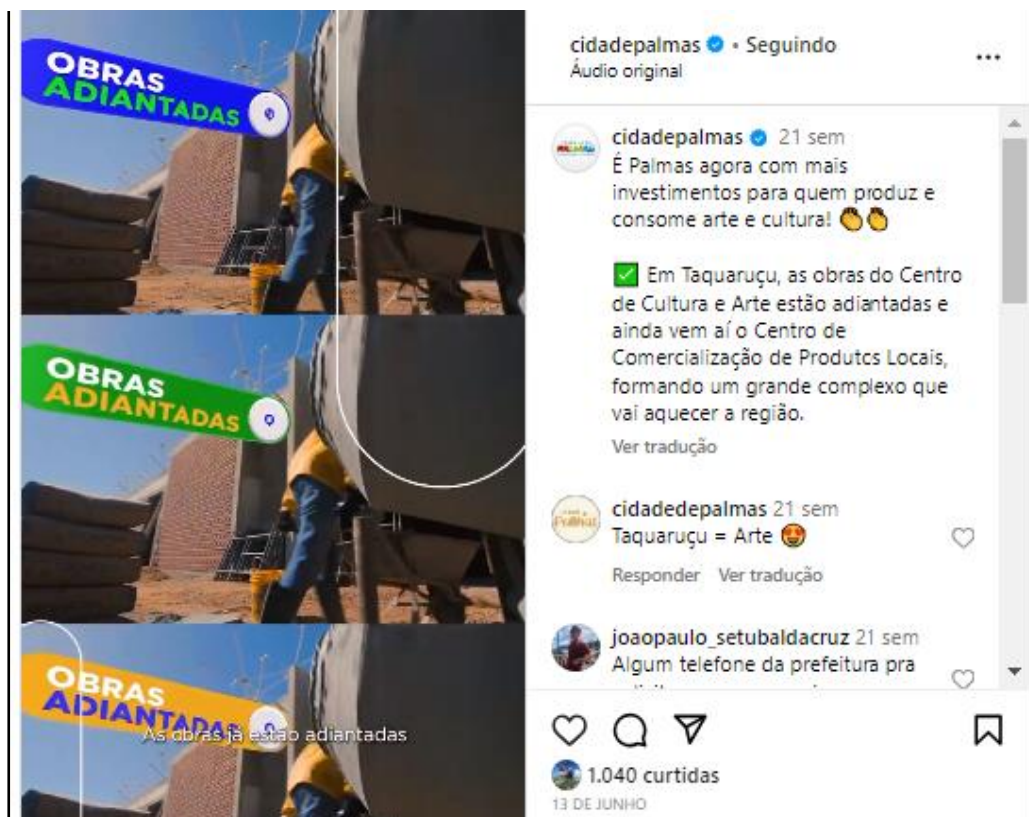 OBRAS
ADIANTADAS
OBRAS
ADIANTADAS
OBRAS
ADIANTADAS
As obras já estão adiantadas
cidadepalmas • Seguindo
Áudio original
cidadepalmas 21 sem
É Palmas agora com mais
investimentos para quem produz e
consome arte e cultura! 👏👏
✅ Em Taquaruçu, as obras do Centro
de Cultura e Arte estão adiantadas e
ainda vem aí o Centro de
Comercialização de Produtcs Locais,
formando um grande complexo que
vai aquecer a região.
Ver tradução
cidadedepalmas 21 sem
Taquaruçu = Arte 😍
Responder Ver tradução
joaopaulo_setubaldacruz 21 sem
Algum telefone da prefeitura pra
1.040 curtidas
13 DE JUNHO